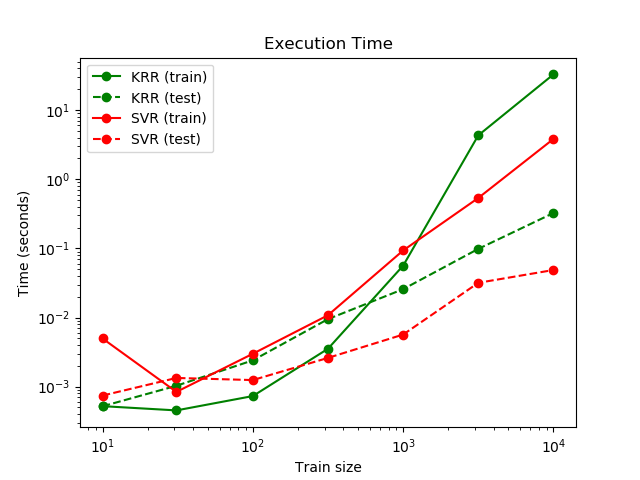 Execution Time
KRR (train)
KRR (test)
SVR (train)
SVR (test)
Time (seconds)
10¹
10⁰
10⁻¹
10⁻²
10⁻³
10¹ 10² 10³ 10⁴
Train size